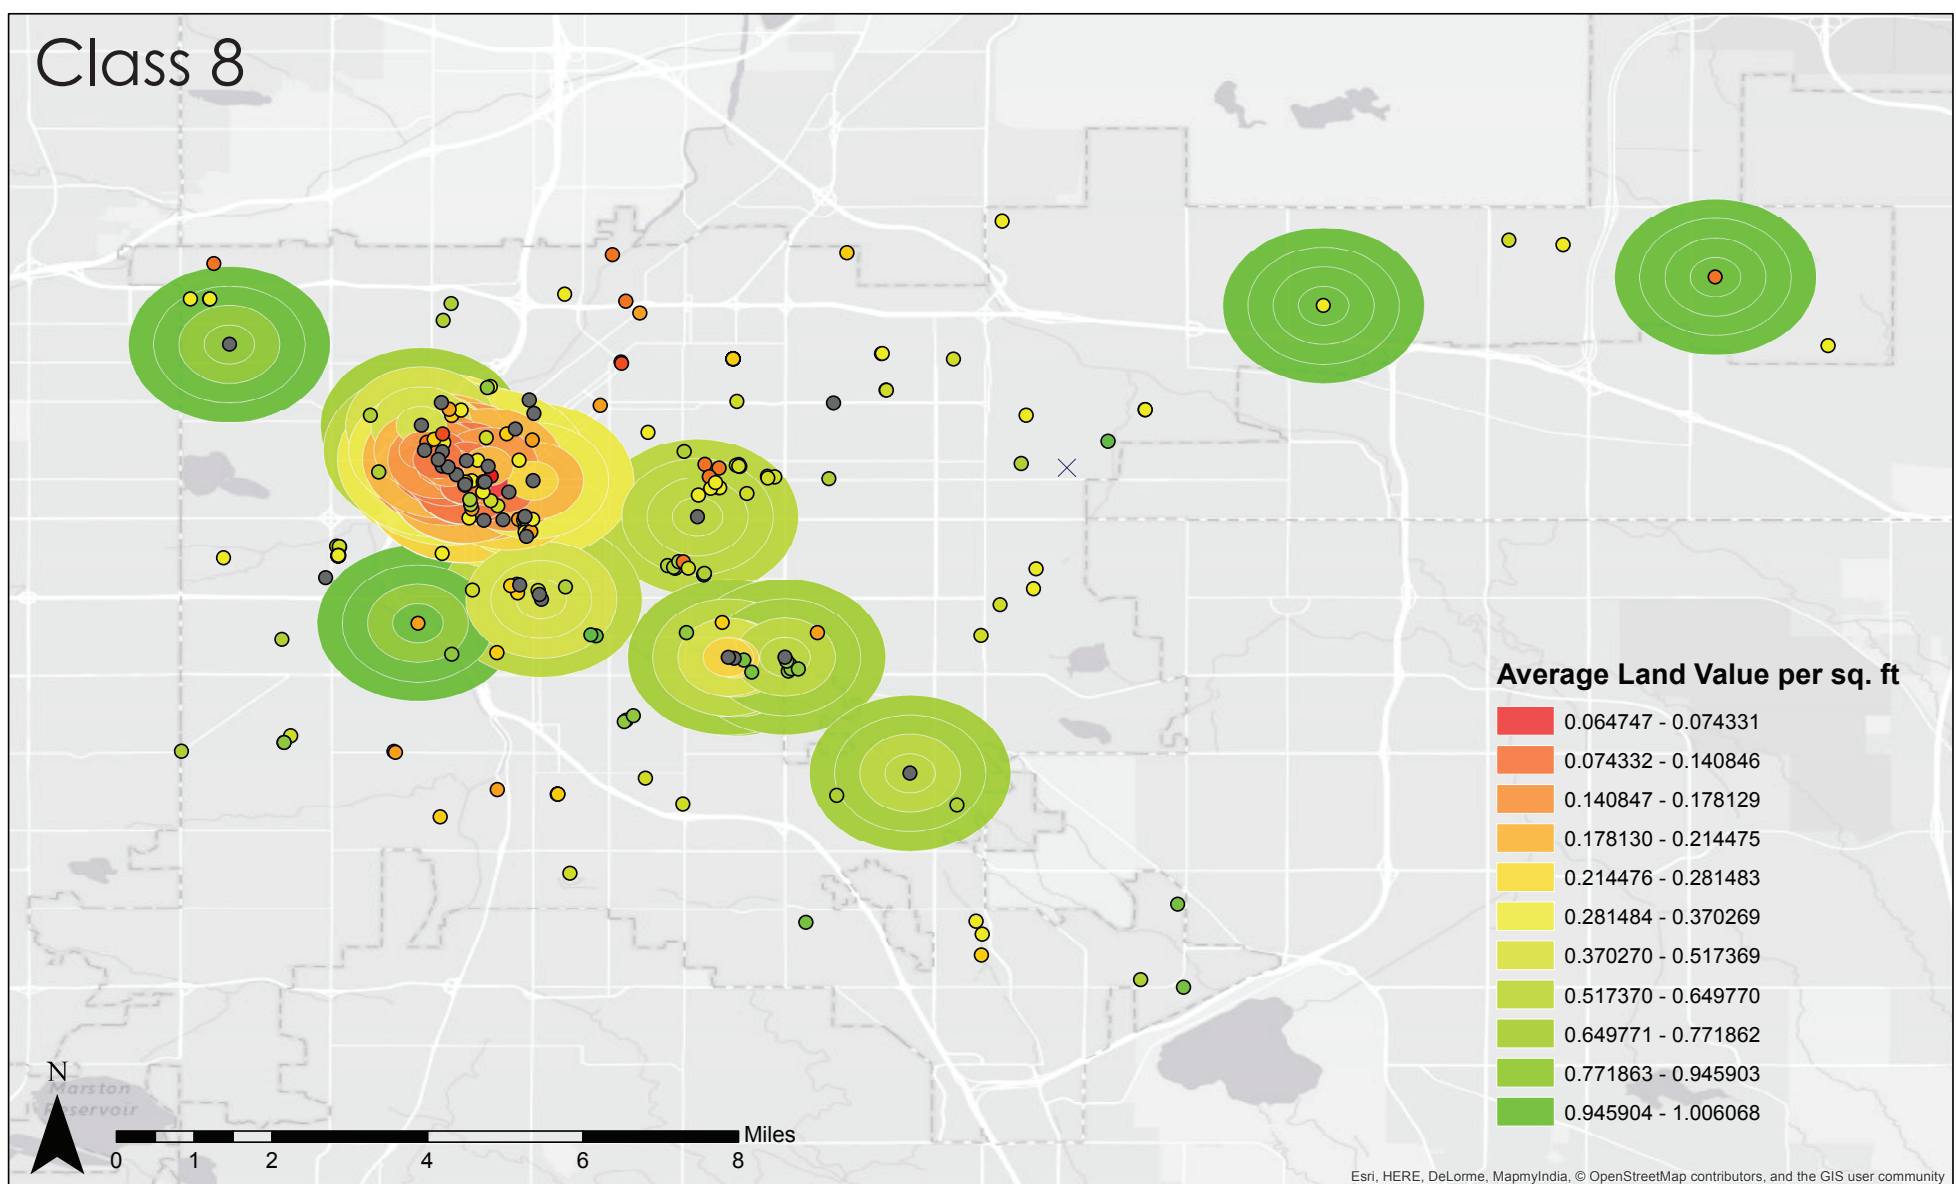 Class 8
Average Land Value per sq. ft
0.064747 - 0.074331
0.074332 - 0.140846
0.140847 - 0.178129
0.178130 - 0.214475
0.214476 - 0.281483
0.281484 - 0.370269
0.370270 - 0.517369
0.517370 - 0.649770
0.649771 - 0.771862
0.771863 - 0.945903
0.945904 - 1.006068
N
Marston
Reservoir
Miles
0 1 2 4 6 8
Esri, HERE, DeLorme, MapmyIndia, © OpenStreetMap contributors, and the GIS user community